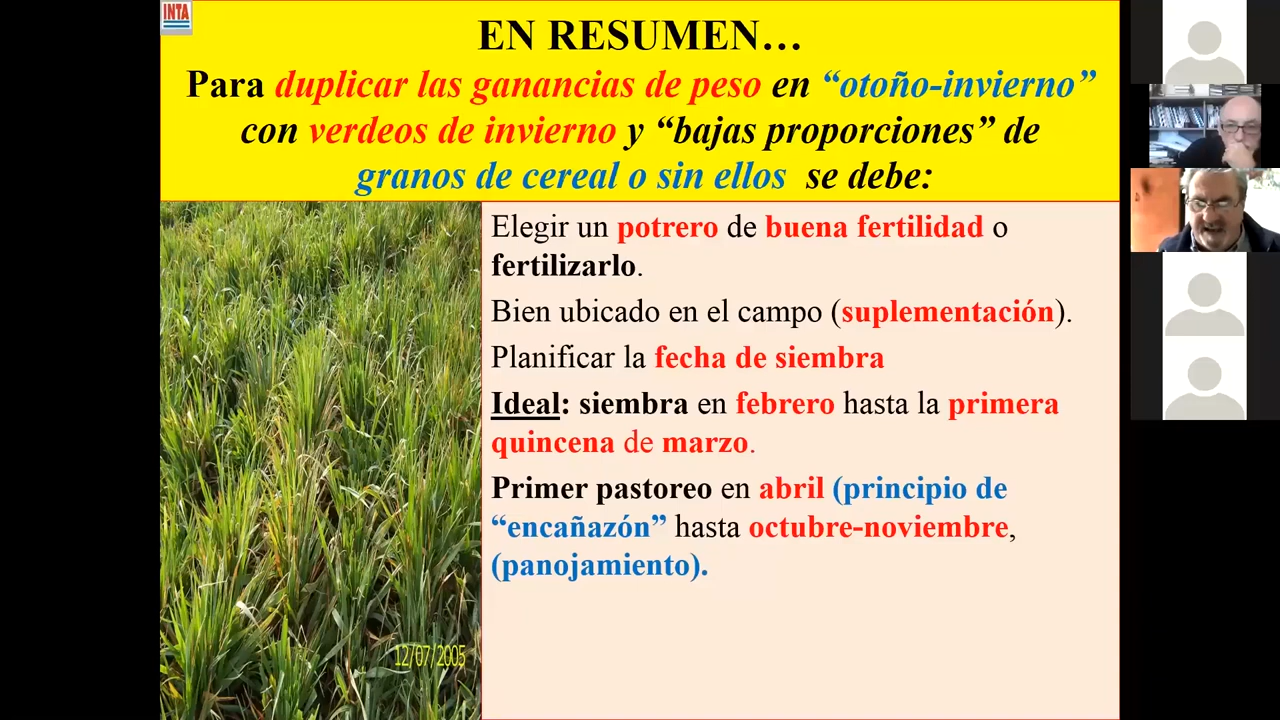 INTA
EN RESUMEN…
Para duplicar las ganancias de peso en “otoño-invierno”
con verdeos de invierno y “bajas proporciones” de
granos de cereal o sin ellos se debe:
Elegir un potrero de buena fertilidad o
fertilizarlo.
Bien ubicado en el campo (suplementación).
Planificar la fecha de siembra
Ideal: siembra en febrero hasta la primera
quincena de marzo.
Primer pastoreo en abril (principio de
“encañazón” hasta octubre-noviembre,
(panojamiento).
12/07/2005